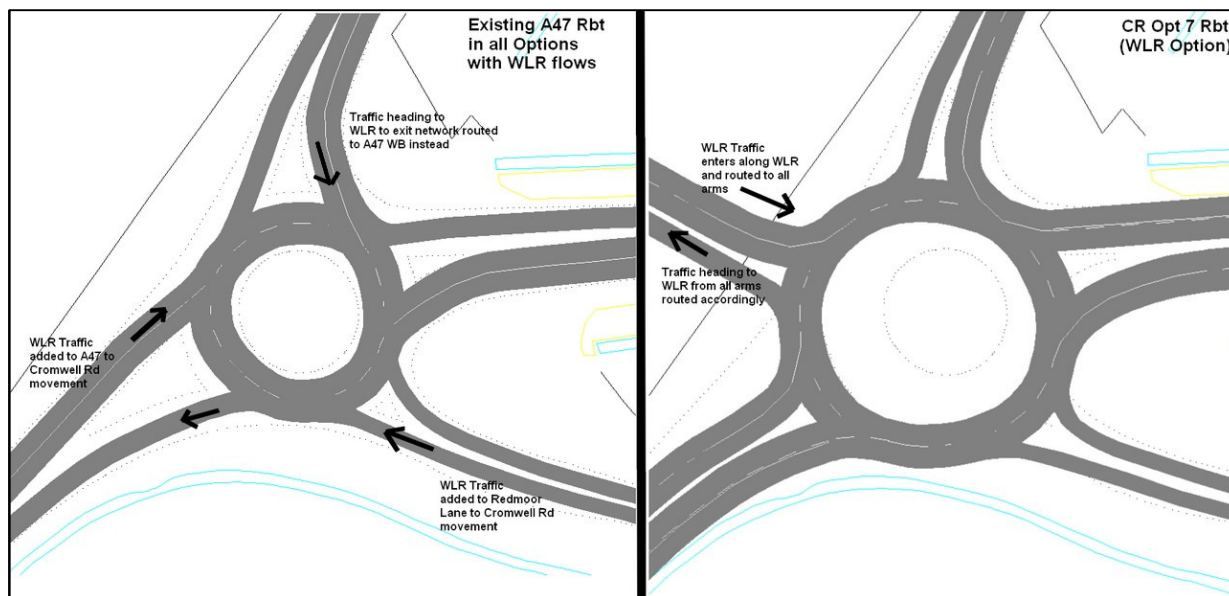 Existing A47 Rbt
in all Options
with WLR flows
Traffic heading to
WLR to exit network routed
to A47 WB instead
WLR Traffic
added to A47 to
Cromwell Rd
movement
WLR Traffic
added to Redmoor
Lane to Cromwell Rd
movement
CR Opt 7 Rbt
(WLR Option)
WLR Traffic
enters along WLR
and routed to all
arms
Traffic heading to
WLR from all arms
routed accordingly